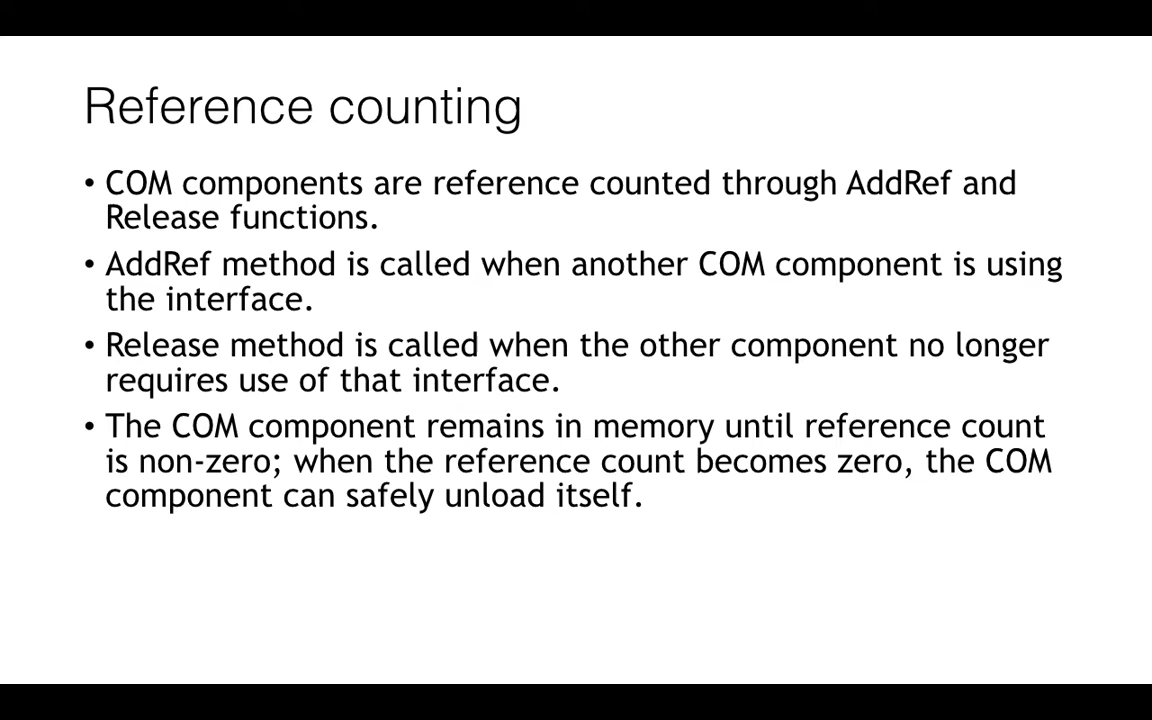 Reference counting
• COM components are reference counted through AddRef and
Release functions.
• AddRef method is called when another COM component is using
the interface.
• Release method is called when the other component no longer
requires use of that interface.
• The COM component remains in memory until reference count
is non-zero; when the reference count becomes zero, the COM
component can safely unload itself.